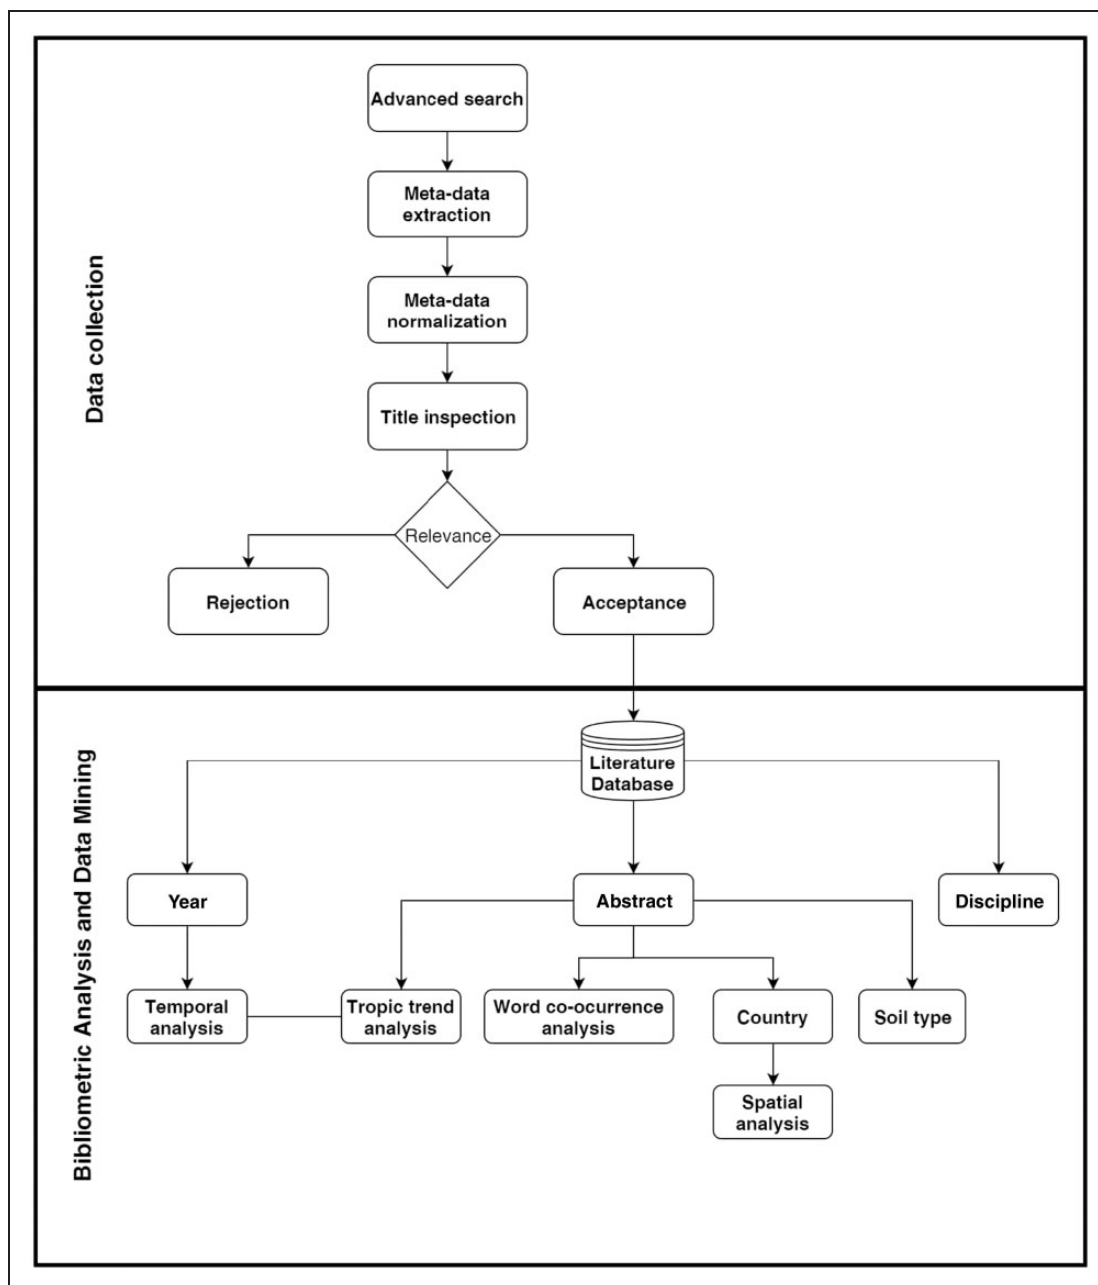 Data collection
Advanced search
Meta-data
extraction
Meta-data
normalization
Title inspection
Relevance
Rejection
Acceptance
Bibliometric Analysis and Data Mining
Literature
Database
Year
Abstract
Discipline
Temporal
analysis
Tropic trend
analysis
Word co-ocurrence
analysis
Country
Soil type
Spatial
analysis